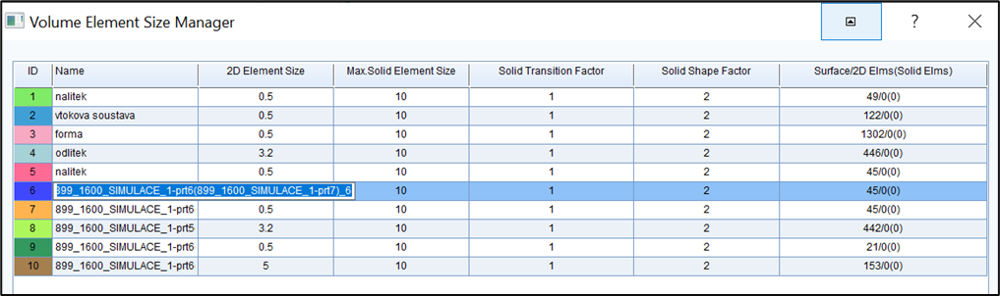 Volume Element Size Manager ?
ID Name 2D Element Size Max.Solid Element Size Solid Transition Factor Solid Shape Factor Surface/2D Elms(Solid Elms)
1 nalitek 0.5 10 1 2 49/0(0)
2 vtokova soustava 0.5 10 1 2 122/0(0)
3 forma 0.5 10 1 2 1302/0(0)
4 odlitek 3.2 10 1 2 446/0(0)
5 nalitek 0.5 10 1 2 45/0(0)
6 899_1600_SIMULACE_1-prt6(899_1600_SIMULACE_1-prt7)_6 10 1 2 45/0(0)
7 899_1600_SIMULACE_1-prt6 0.5 10 1 2 45/0(0)
8 899_1600_SIMULACE_1-prt5 3.2 10 1 2 442/0(0)
9 899_1600_SIMULACE_1-prt6 0.5 10 1 2 21/0(0)
10 899_1600_SIMULACE_1-prt6 5 10 1 2 153/0(0)